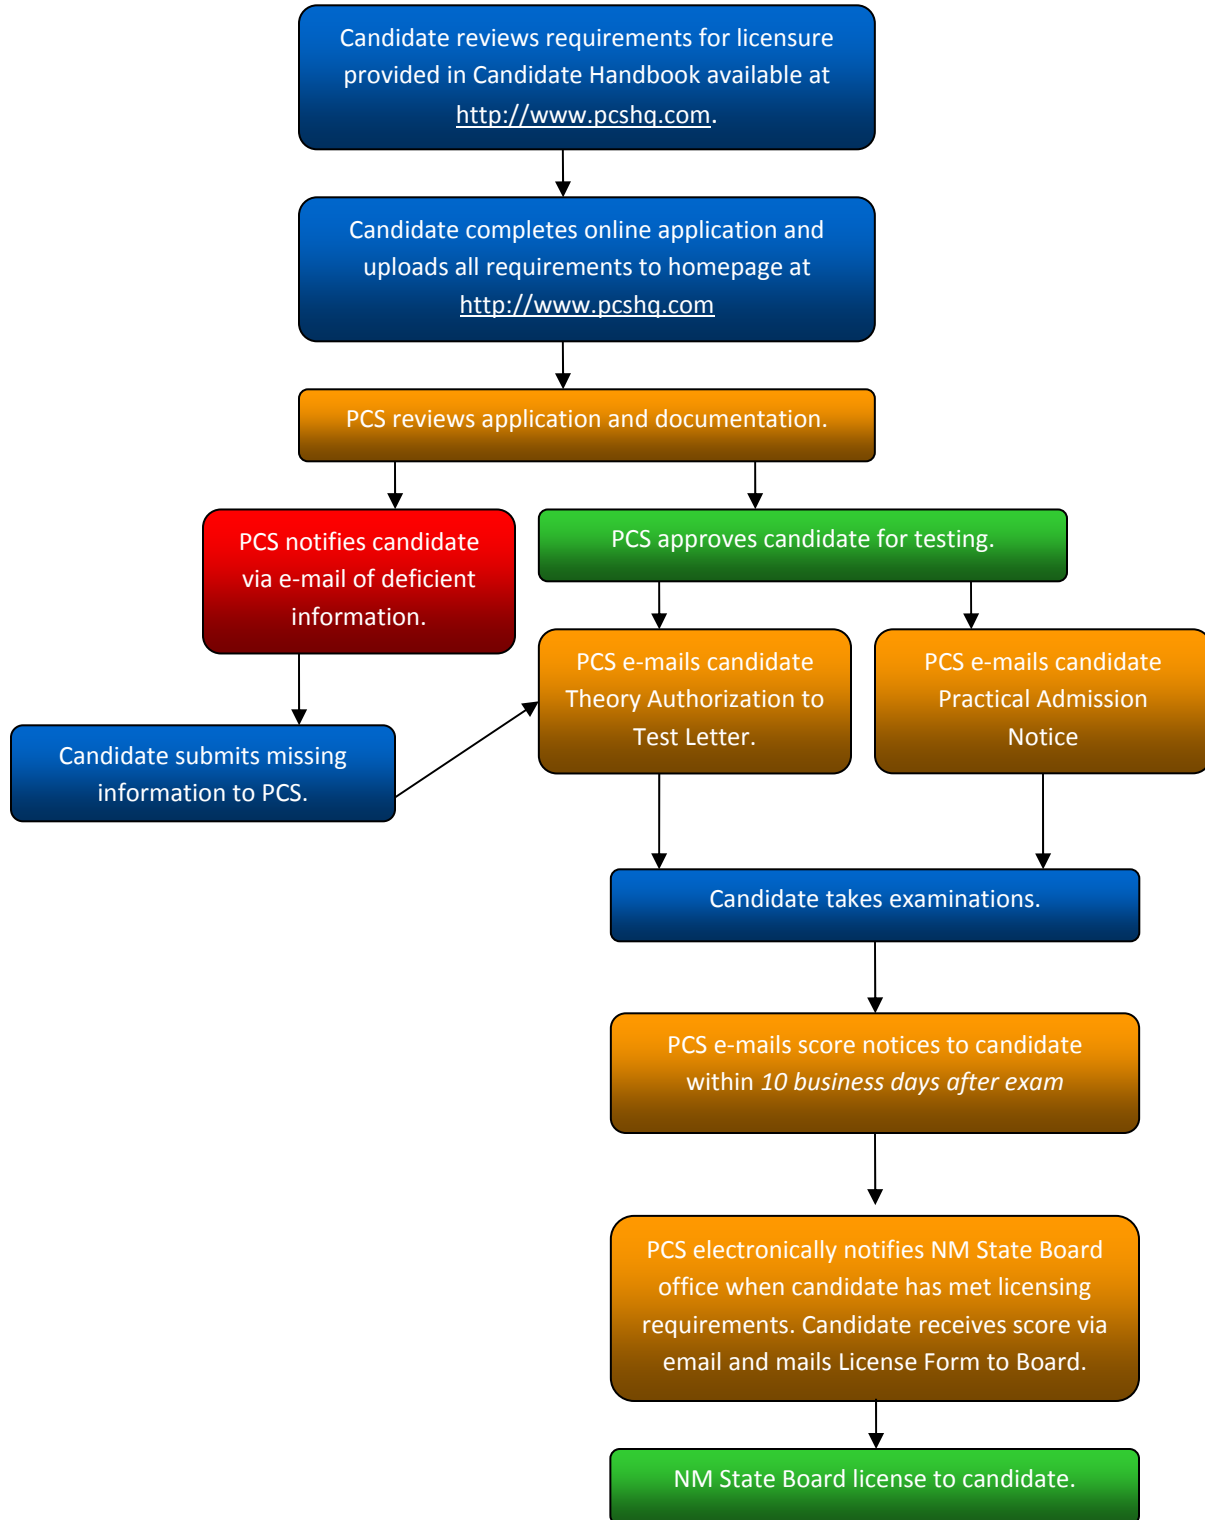 Candidate reviews requirements for licensure
provided in Candidate Handbook available at
http://www.pcshq.com.
Candidate completes online application and
uploads all requirements to homepage at
http://www.pcshq.com
PCS reviews application and documentation.
PCS notifies candidate
via e-mail of deficient
information.
PCS approves candidate for testing.
PCS e-mails candidate
Theory Authorization to
Test Letter.
PCS e-mails candidate
Practical Admission
Notice
Candidate submits missing
information to PCS.
Candidate takes examinations.
PCS e-mails score notices to candidate
within 10 business days after exam
PCS electronically notifies NM State Board
office when candidate has met licensing
requirements. Candidate receives score via
email and mails License Form to Board.
NM State Board license to candidate.